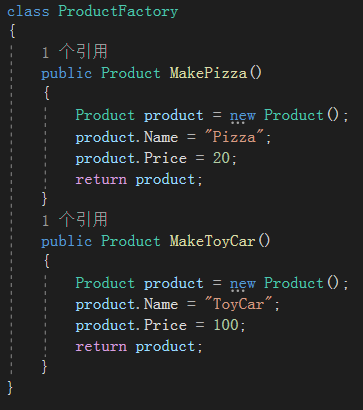 class ProductFactory
{
1 个引用
public Product MakePizza()
{
Product product = new Product();
product.Name = "Pizza";
product.Price = 20;
return product;
}
1 个引用
public Product MakeToyCar()
{
Product product = new Product();
product.Name = "ToyCar";
product.Price = 100;
return product;
}
}